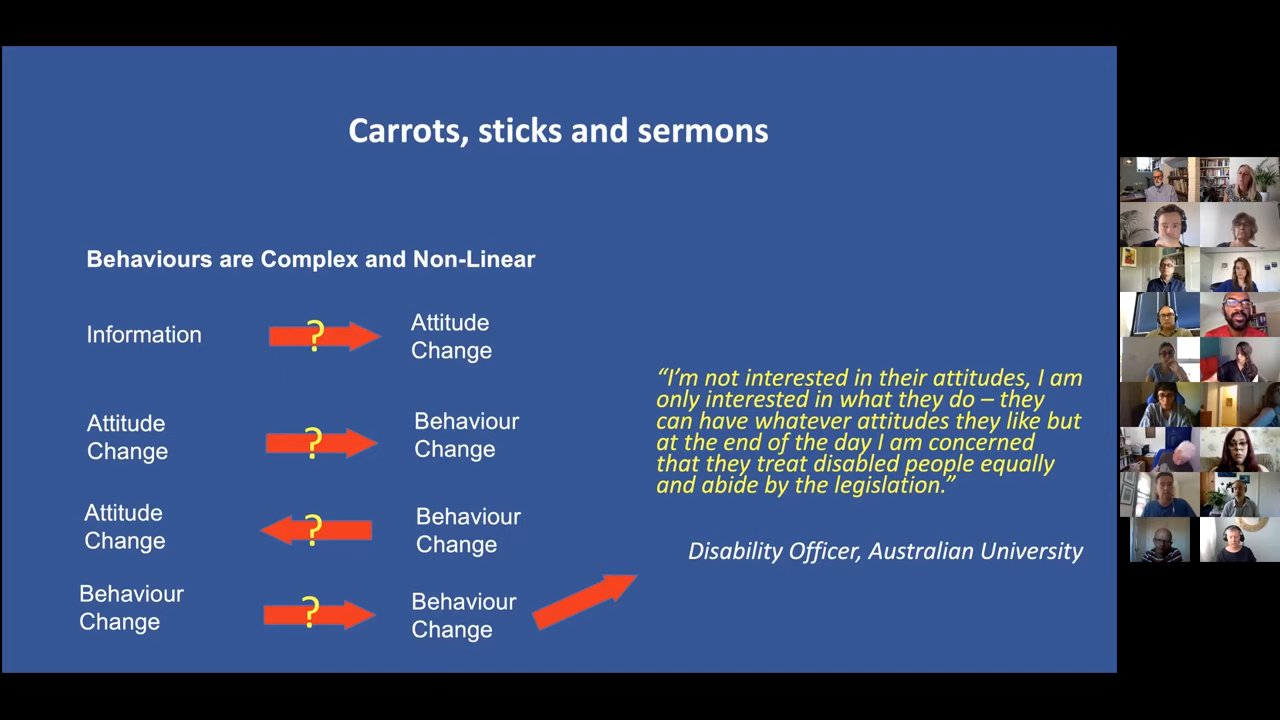 Carrots, sticks and sermons
Behaviours are Complex and Non-Linear
Information
?
Attitude
Change
Attitude
Change
?
Behaviour
Change
Attitude
Change
?
Behaviour
Change
Behaviour
Change
?
Behaviour
Change
“I’m not interested in their attitudes, I am
only interested in what they do – they
can have whatever attitudes they like but
at the end of the day I am concerned
that they treat disabled people equally
and abide by the legislation.”
Disability Officer, Australian University